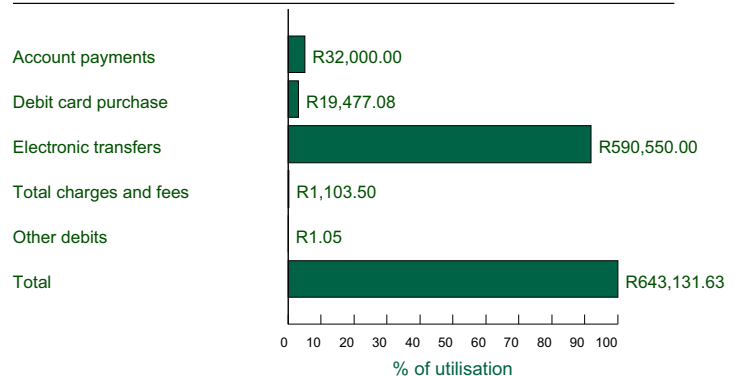 Account payments R32,000.00
Debit card purchase R19,477.08
Electronic transfers R590,550.00
Total charges and fees R1,103.50
Other debits R1.05
Total R643,131.63
0 10 20 30 40 50 60 70 80 90 100
% of utilisation